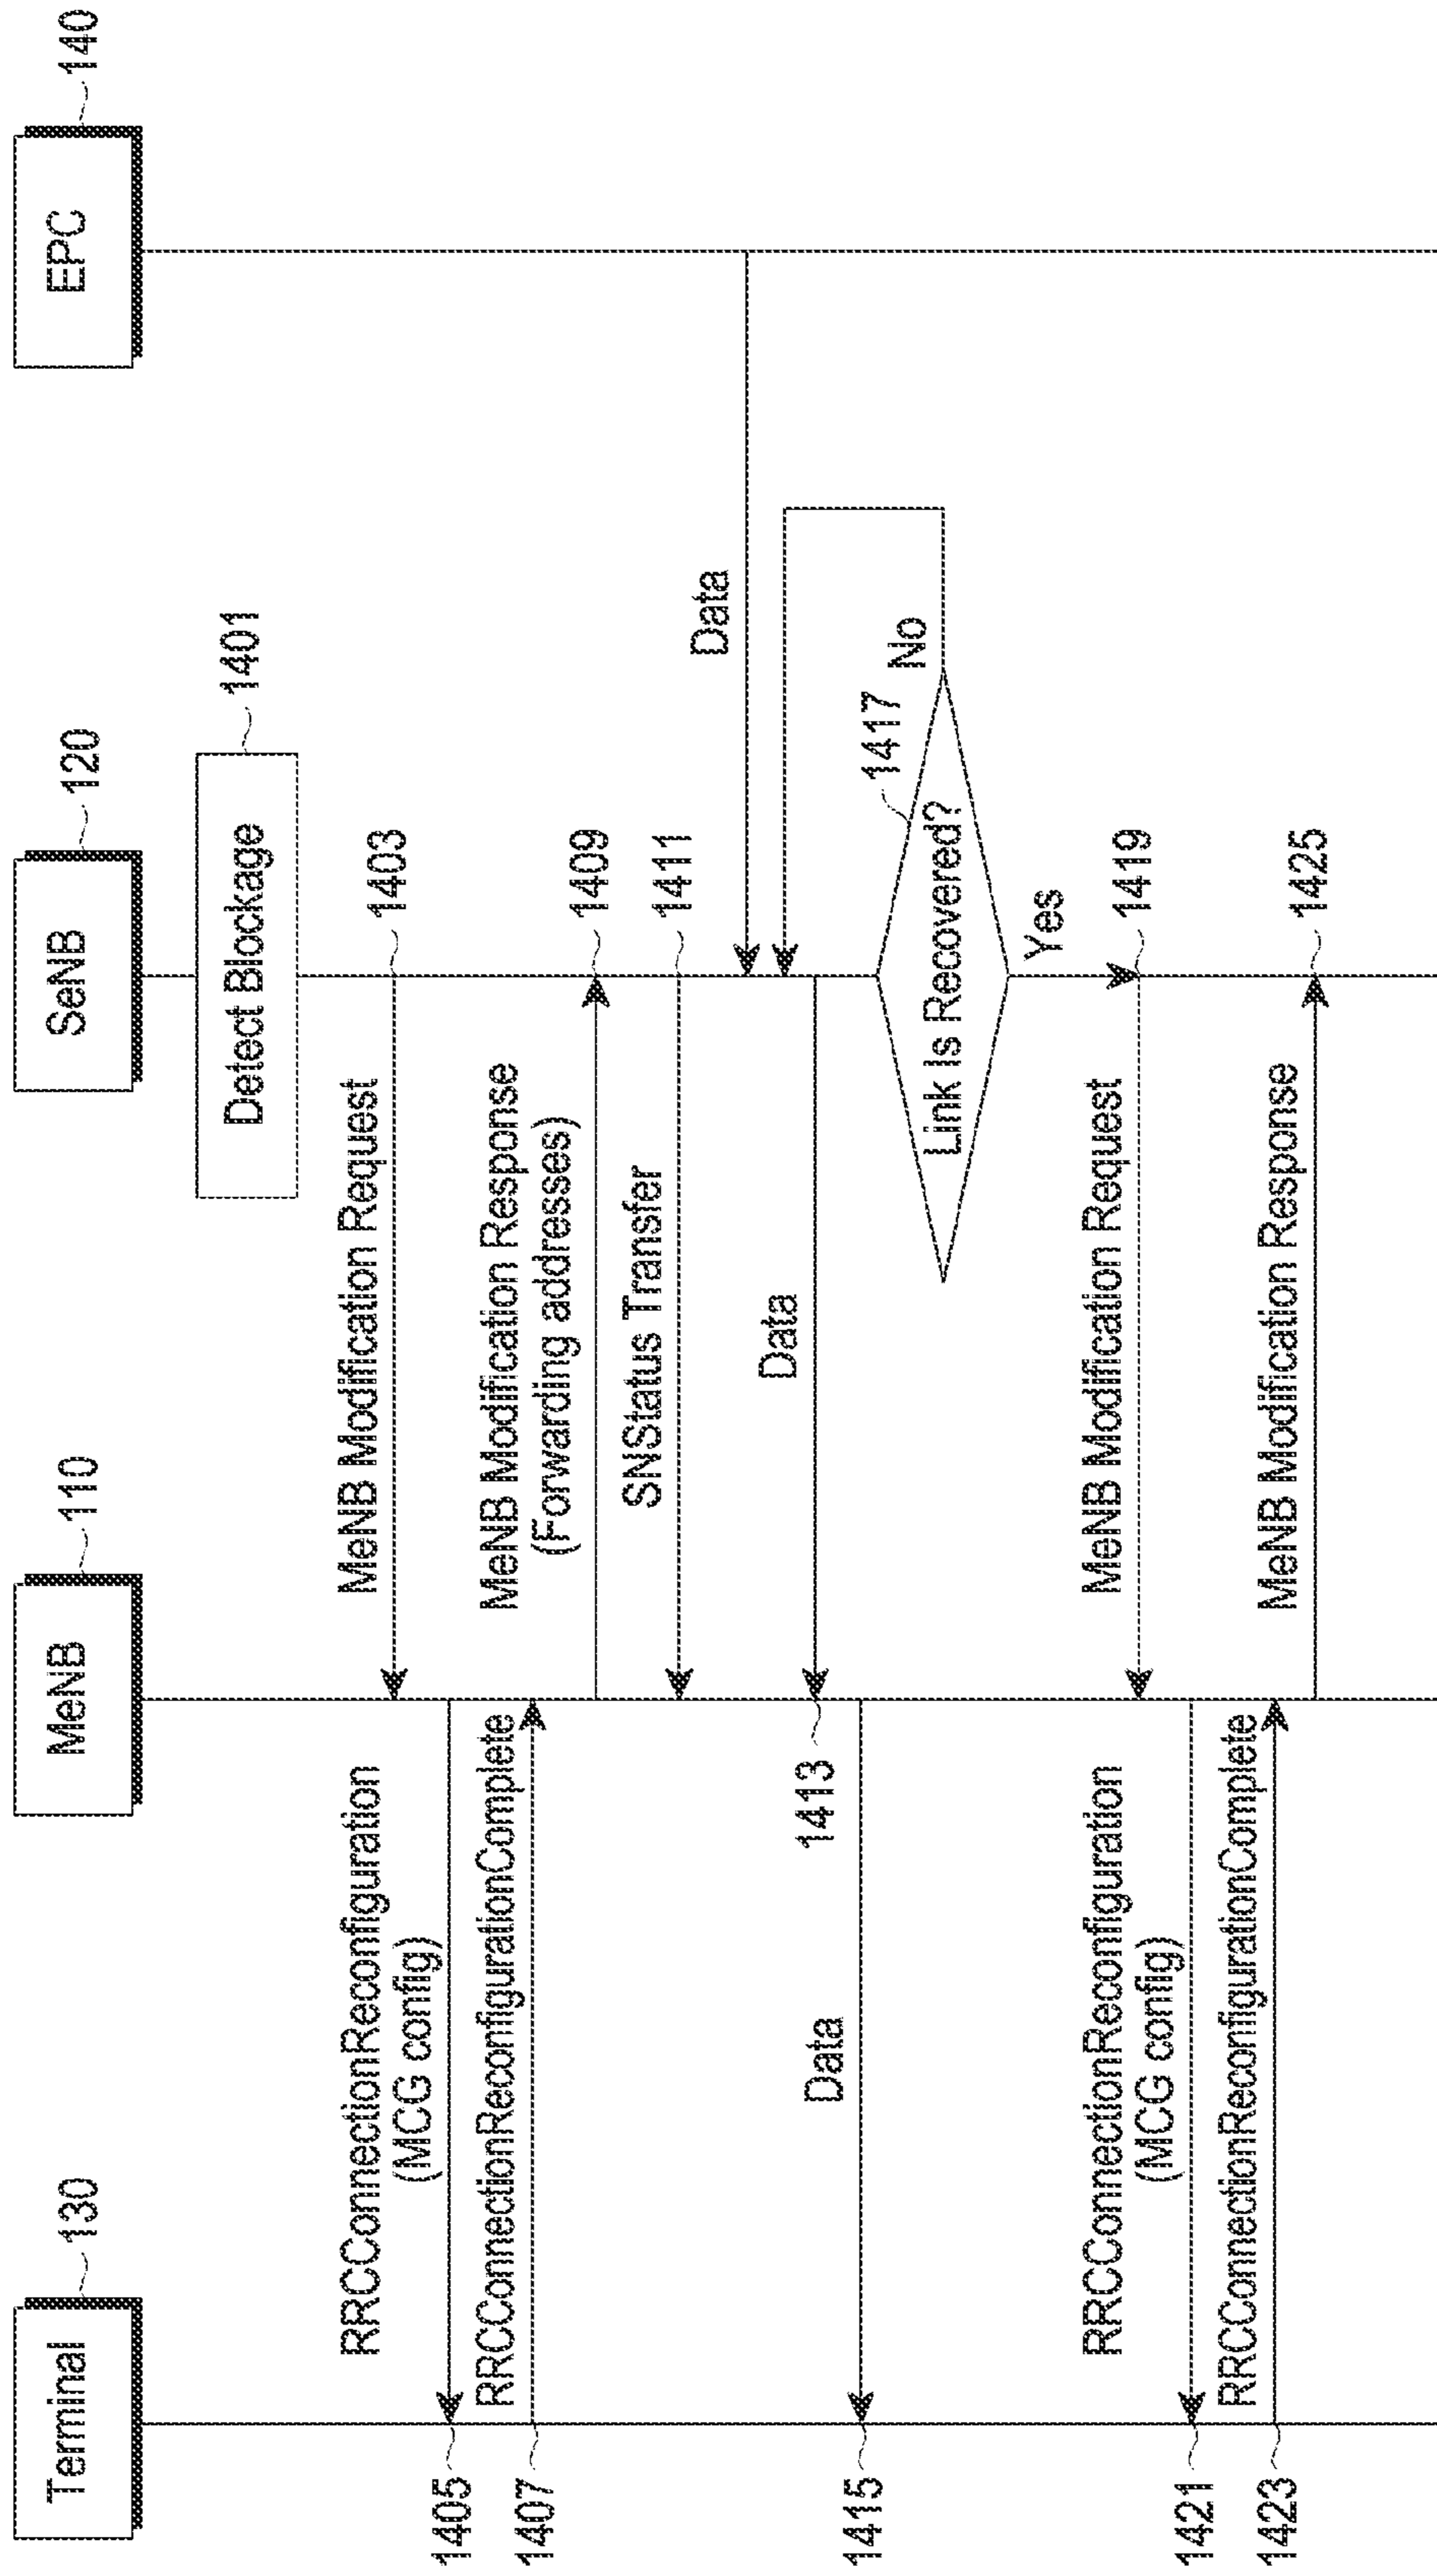 Terminal
130
MeNB
110
SeNB
120
EPC
140
Detect Blockage
1401
MeNB Modification Request
1403
RRCConnectionReconfiguration
(MCG config)
1405
RRCConnectionReconfigurationComplete
1407
MeNB Modification Response
(Forwarding addresses)
1409
SNStatus Transfer
1411
Data
Data
1413
Data
1415
Link Is Recovered?
1417
No
Yes
MeNB Modification Request
1419
RRCConnectionReconfiguration
(MCG config)
1421
RRCConnectionReconfigurationComplete
1423
MeNB Modification Response
1425